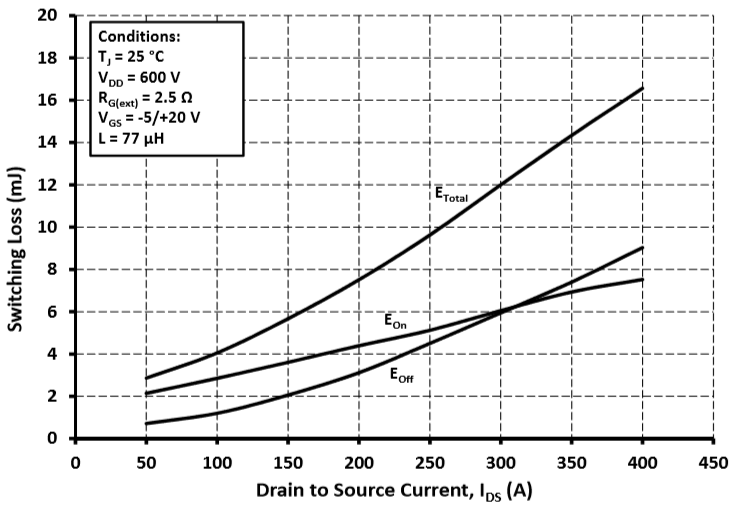 20
18
16
14
12
10
8
6
4
2
0
Switching Loss (mJ)
Conditions:
TJ = 25 °C
VDD = 600 V
RG(ext) = 2.5 Ω
VGS = -5/+20 V
L = 77 μH
ETotal
EOn
EOff
0 50 100 150 200 250 300 350 400 450
Drain to Source Current, IDS (A)